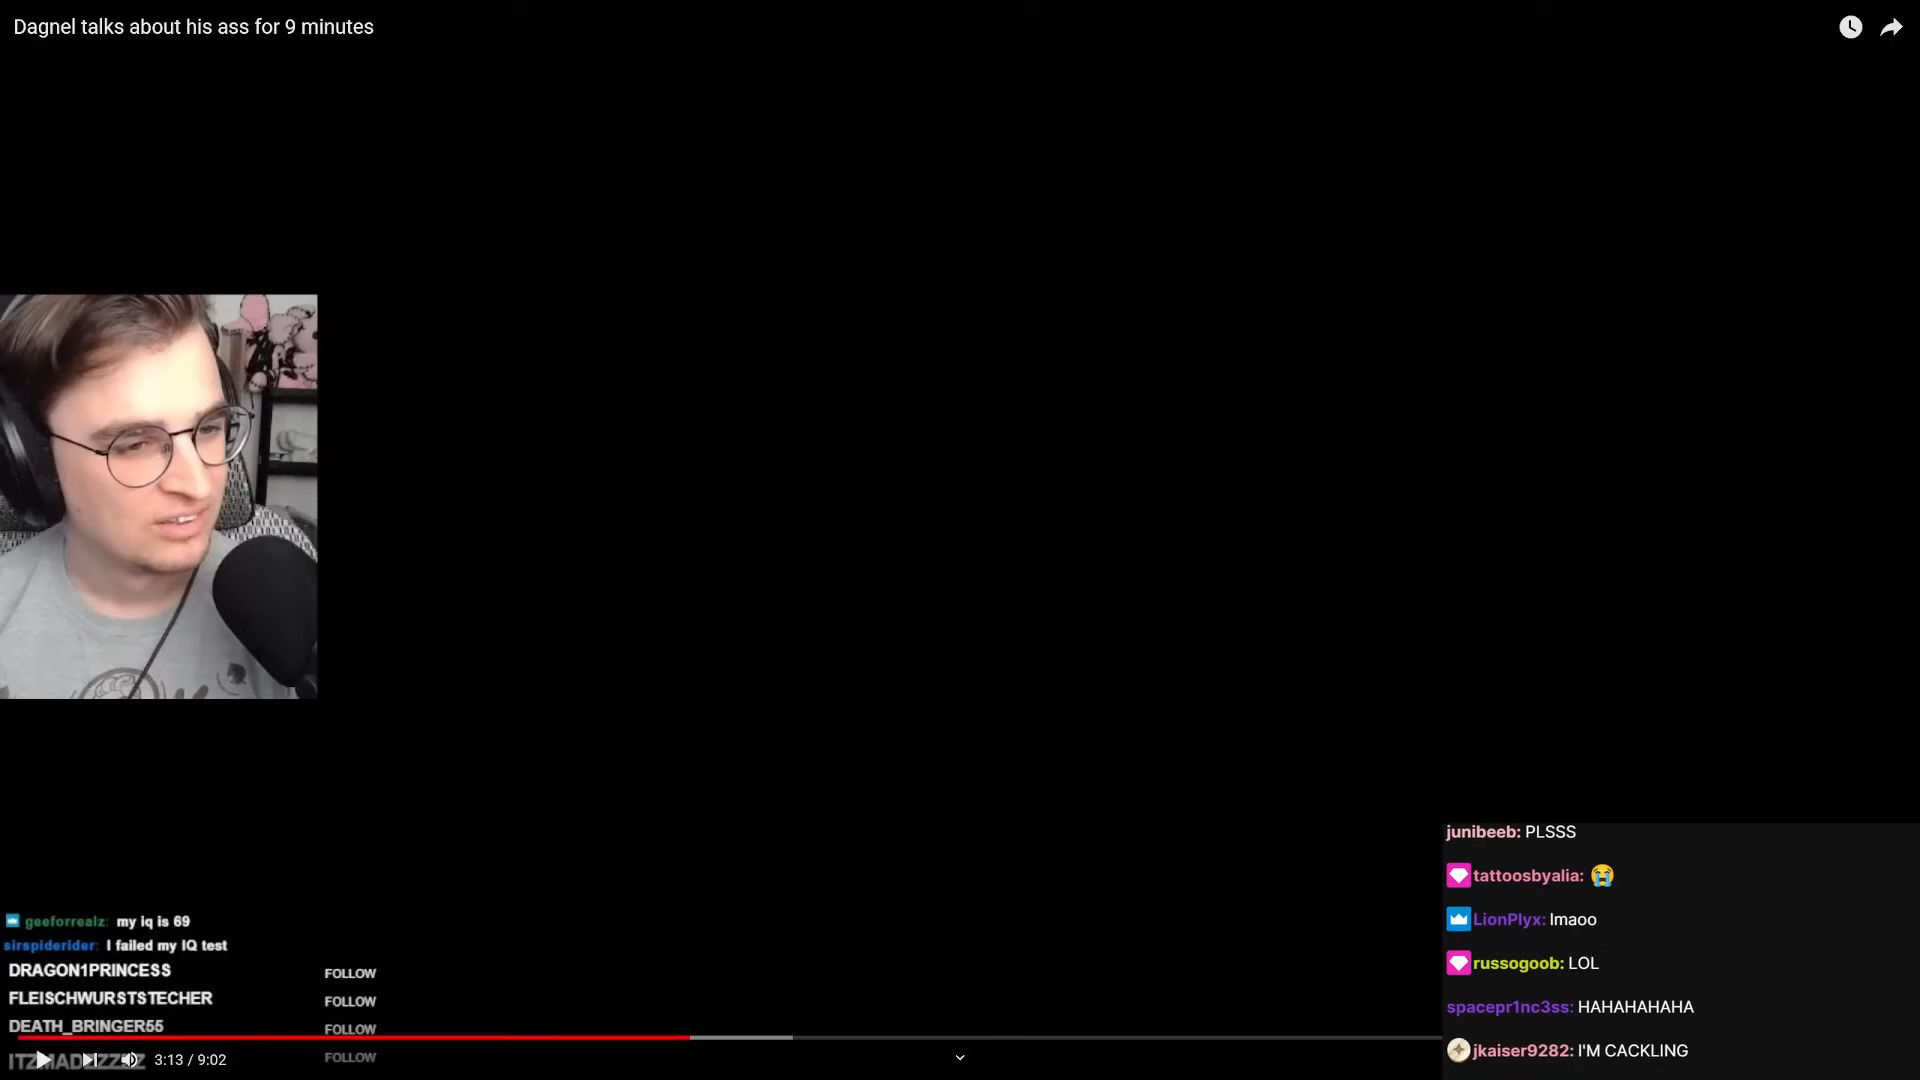 Dagnel talks about his ass for 9 minutes
geeforrealz: my iq is 69
sirspiderider: I failed my IQ test
DRAGON1PRINCESS FOLLOW
FLEISCHWURSTSTECHER FOLLOW
DEATH_BRINGER55 FOLLOW
FOLLOW
3:13 / 9:02
junibeeb: PLSSS
tattoosbyalia: 😭
LionPlyx: lmaoo
russogoob: LOL
spacepr1nc3ss: HAHAHAHAHA
jkaiser9282: I'M CACKLING